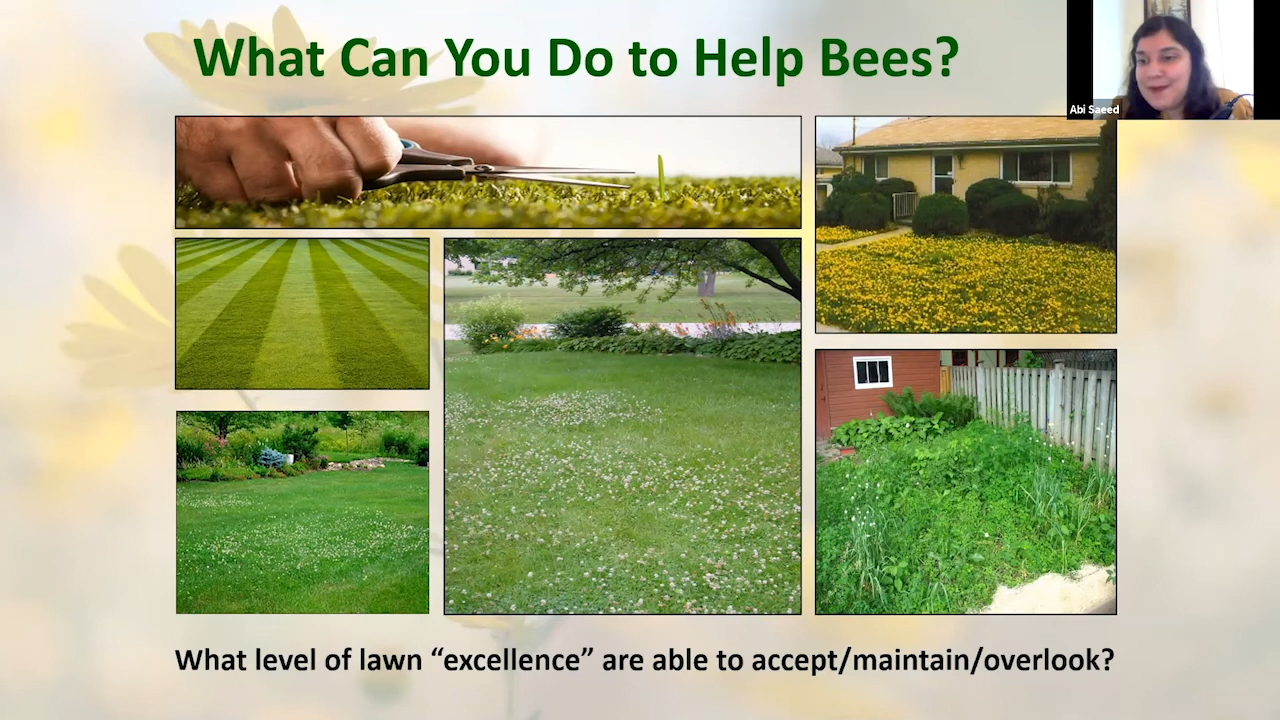 What Can You Do to Help Bees?
Abi Saeed
What level of lawn “excellence” are able to accept/maintain/overlook?